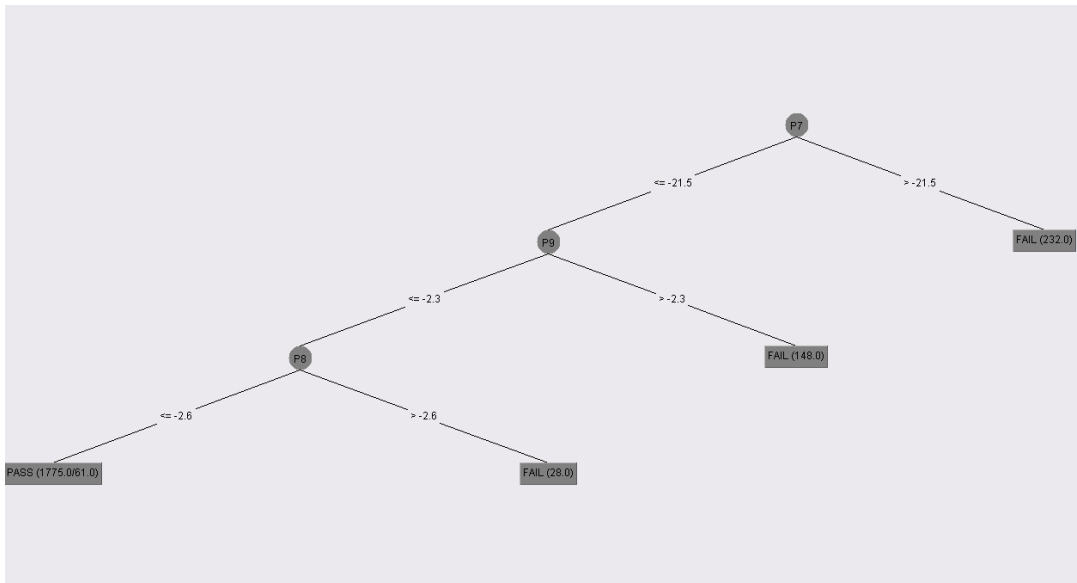 P7
<= -21.5
> -21.5
P9
FAIL (232.0)
<= -2.3
> -2.3
P8
FAIL (148.0)
<= -2.6
> -2.6
PASS (1775.0/61.0)
FAIL (28.0)